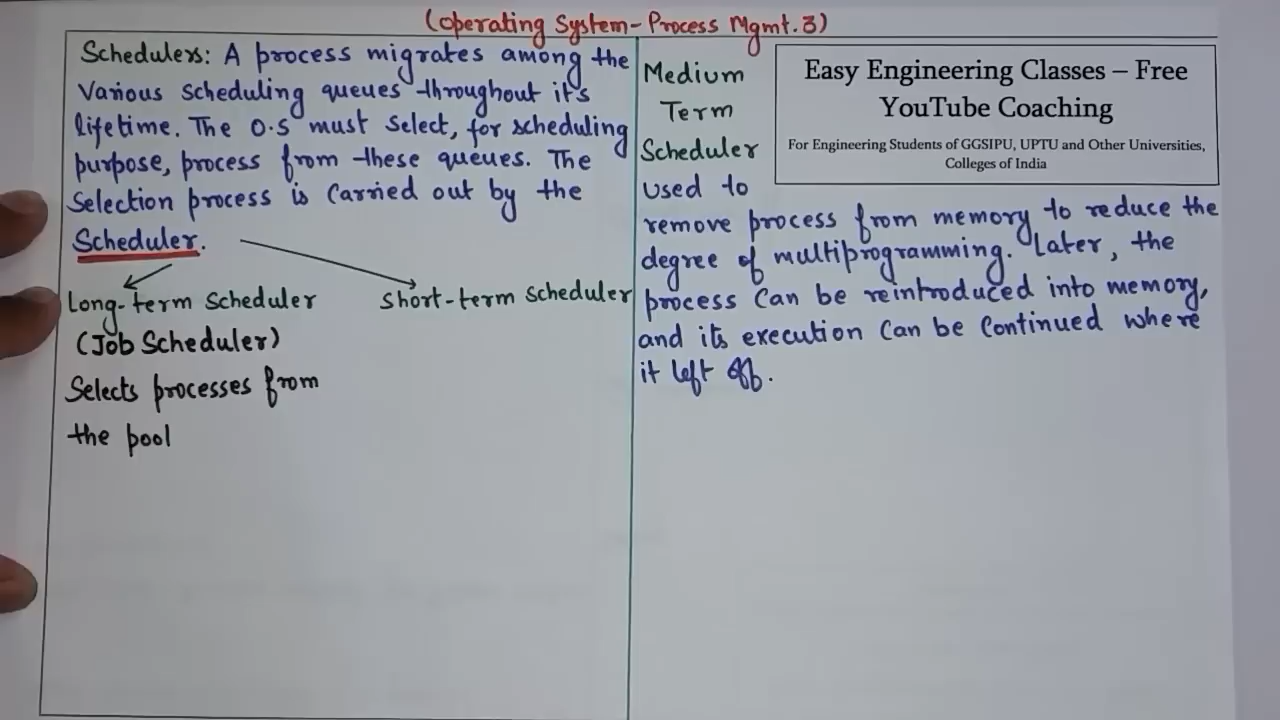 (Operating System - Process Mgmt. 3)
Schedulers: A process migrates among the
various scheduling queues throughout it's
lifetime. The O.S must select, for scheduling
purpose, process from these queues. The
selection process is carried out by the
Scheduler.
Long-term Scheduler
Short-term Scheduler
(Job Scheduler)
Selects processes from
the pool
Medium
Term
Scheduler
used to
remove process from memory to reduce the
degree of multiprogramming. Later, the
process can be reintroduced into memory,
and its execution can be continued where
it left off.
Easy Engineering Classes – Free
YouTube Coaching
For Engineering Students of GGSIPU, UPTU and Other Universities,
Colleges of India